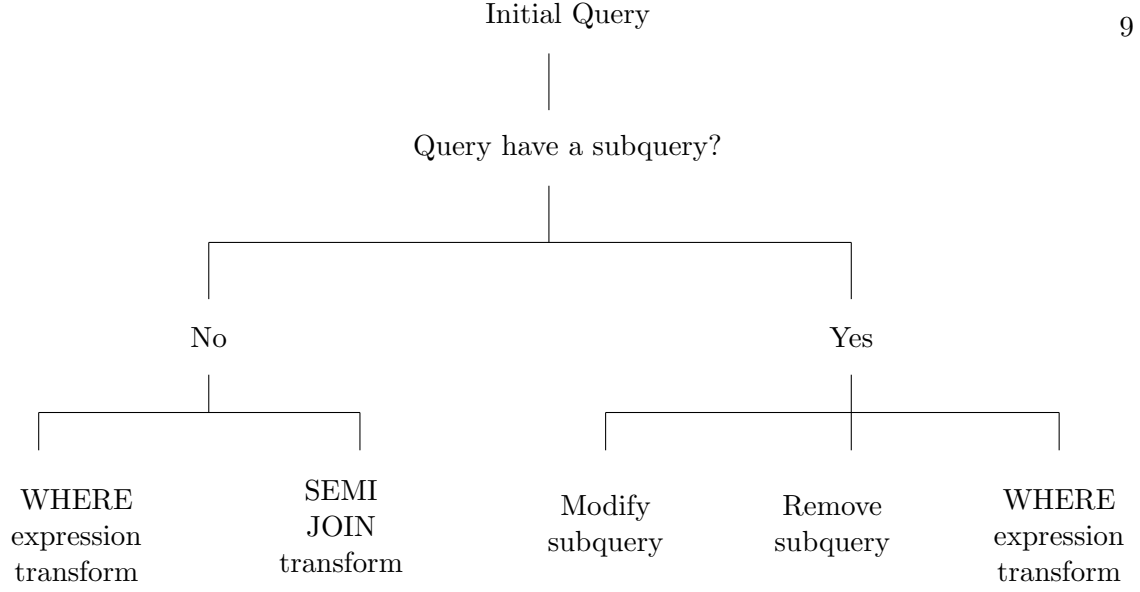 Initial Query
9
Query have a subquery?
No
Yes
WHERE
expression
transform
SEMI
JOIN
transform
Modify
subquery
Remove
subquery
WHERE
expression
transform